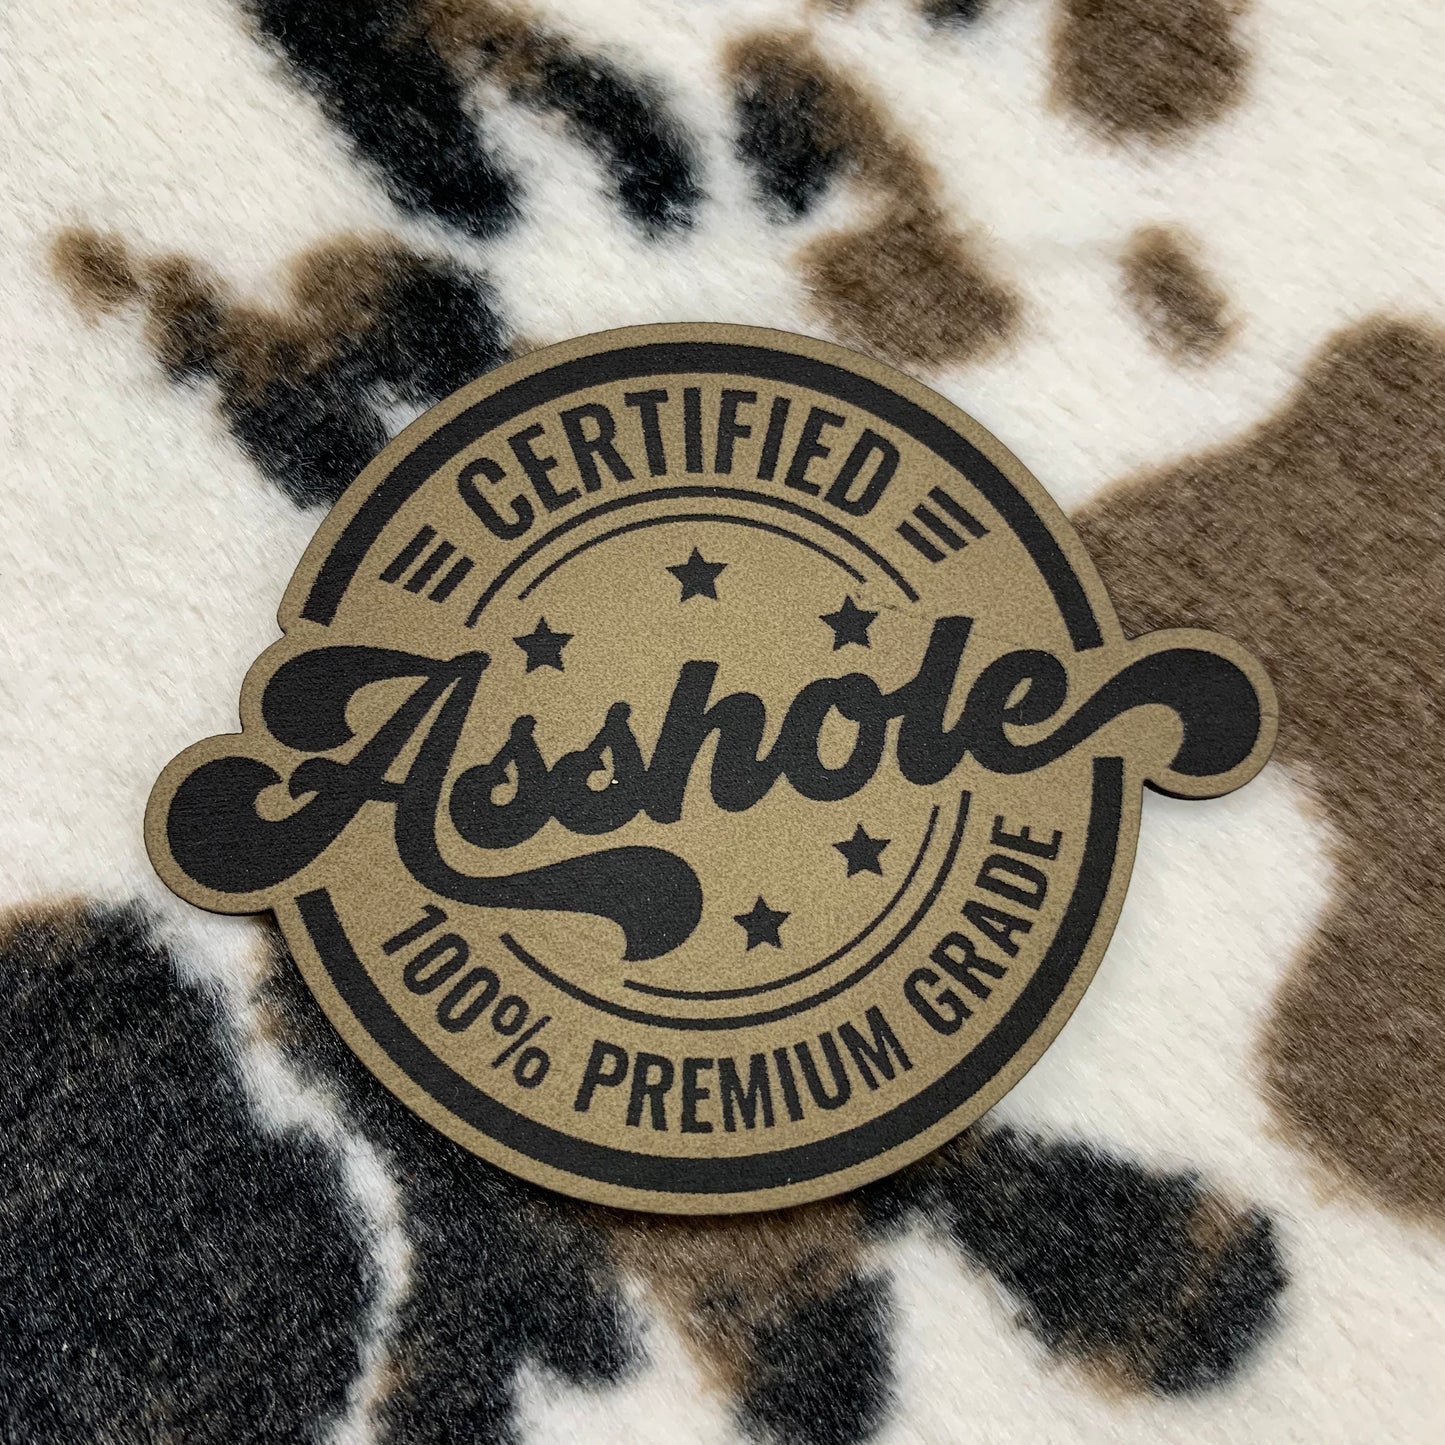 CERTIFIED
Asshole
100% PREMIUM GRADE